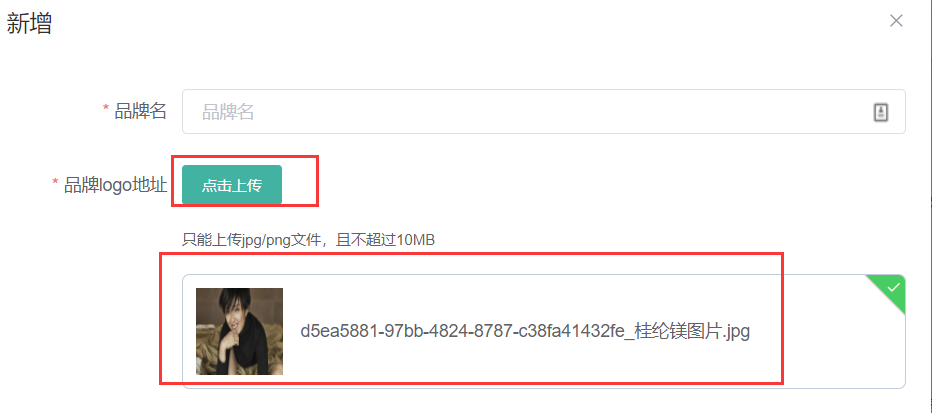 新增
* 品牌名 品牌名
* 品牌logo地址 点击上传
只能上传jpg/png文件，且不超过10MB
d5ea5881-97bb-4824-8787-c38fa41432fe_桂纶镁图片.jpg